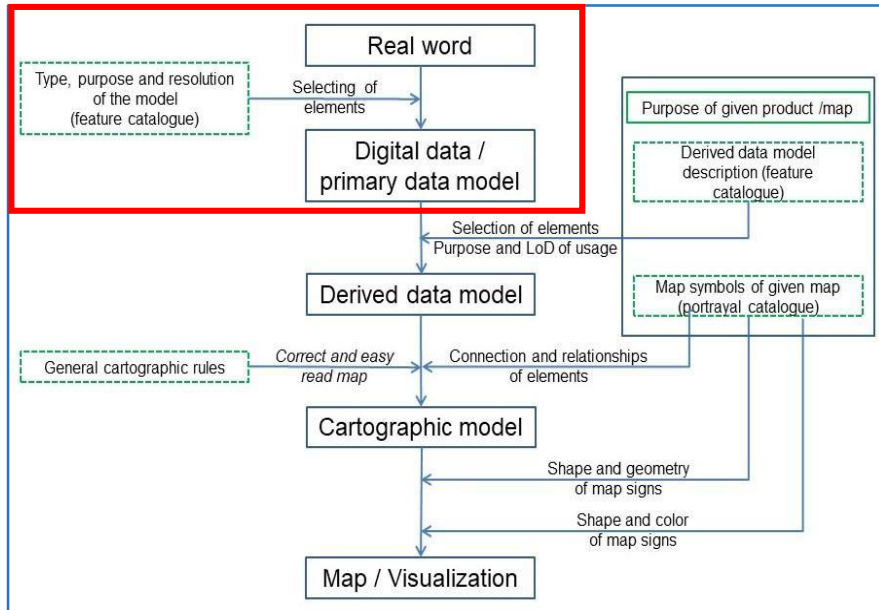 Real word
Type, purpose and resolution
of the model
(feature catalogue)
Selecting of
elements
Purpose of given product /map
Digital data /
primary data model
Derived data model
description (feature
catalogue)
Selection of elements
Purpose and LoD of usage
Derived data model
Map symbols of given map
(portrayal catalogue)
General cartographic rules
Correct and easy
read map
Connection and relationships
of elements
Cartographic model
Shape and geometry
of map signs
Shape and color
of map signs
Map / Visualization